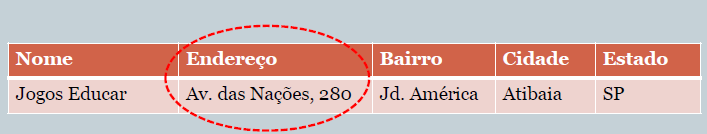 Nome Endereço Bairro Cidade Estado
Jogos Educar Av. das Nações, 280 Jd. América Atibaia SP